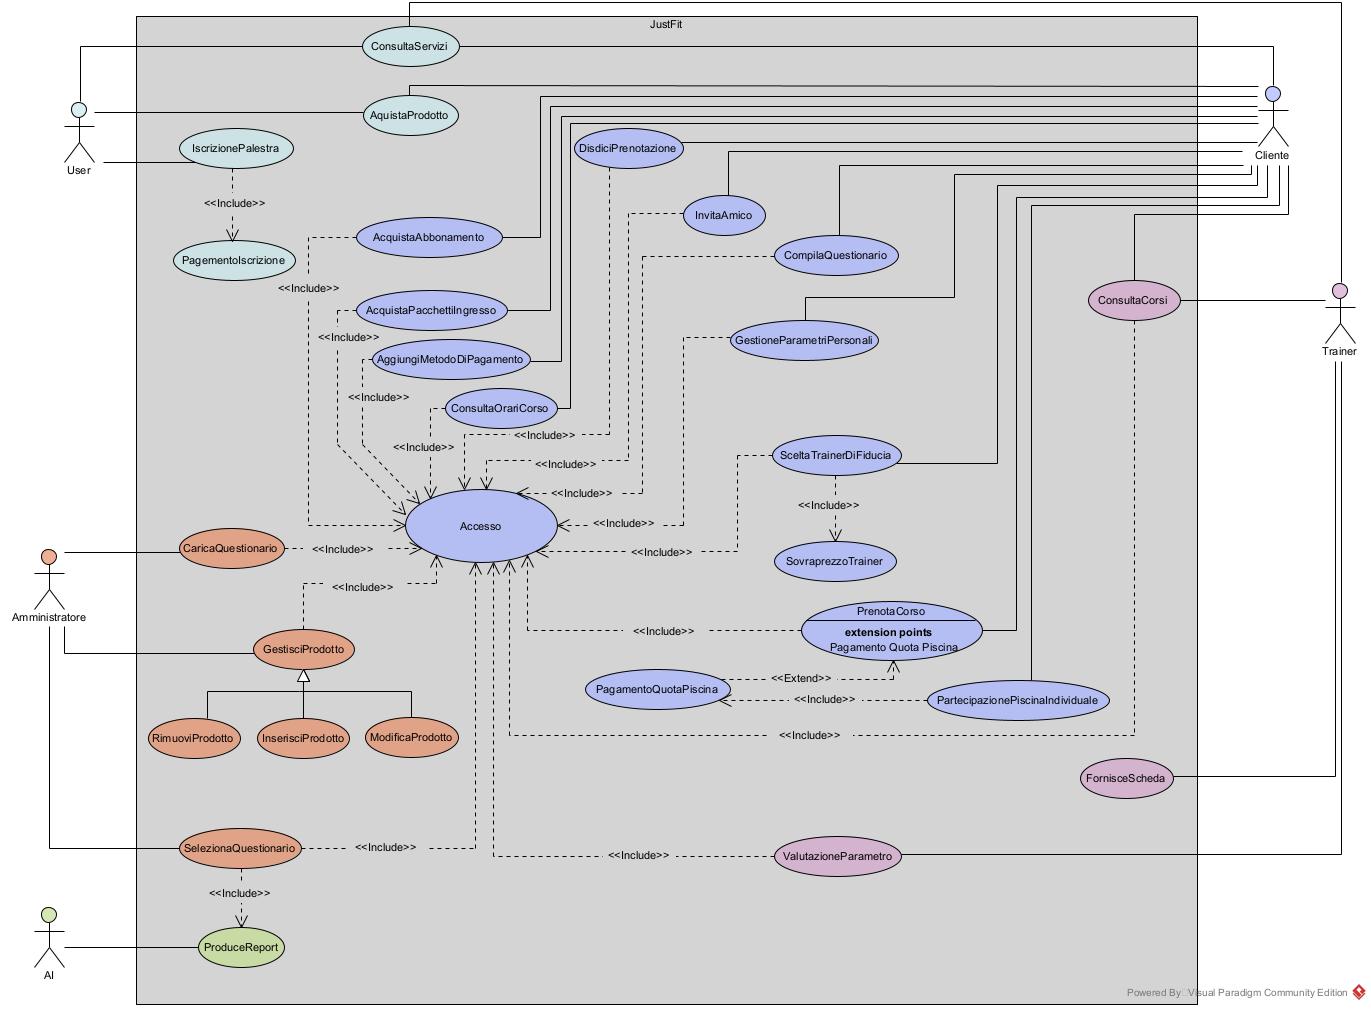 JustFit
ConsultaServizi
AquistaProdotto
User
IscrizionePalestra
<<Include>>
PagementoIscrizione
DisdiciPrenotazione
Cliente
InvitaAmico
AcquistaAbbonamento
CompilaQuestionario
<<Include>>
ConsultaCorsi
AcquistaPacchettiIngresso
<<Include>>
GestioneParametriPersonali
Trainer
AggiungiMetodoDiPagamento
<<Include>>
ConsultaOrariCorso
<<Include>>
<<Include>>
<<Include>>
SceltaTrainerDiFiducia
<<Include>>
<<Include>>
Accesso
<<Include>>
CaricaQuestionario
<<Include>>
<<Include>>
SovraprezzoTrainer
<<Include>>
Amministratore
PrenotaCorso
extension points
Pagamento Quota Piscina
<<Include>>
GestisciProdotto
<<Extend>>
PagamentoQuotaPiscina
<<Include>>
PartecipazionePiscinaIndividuale
RimuoviProdotto
InserisciProdotto
ModificaProdotto
<<Include>>
FornisceScheda
SelezionaQuestionario
<<Include>>
<<Include>>
ValutazioneParametro
<<Include>>
ProduceReport
AI
Powered By Visual Paradigm Community Edition